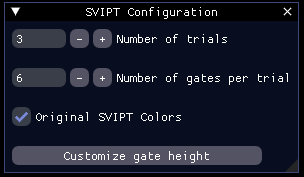 SVIPT Configuration
3 - + Number of trials
6 - + Number of gates per trial
Original SVIPT Colors
Customize gate height